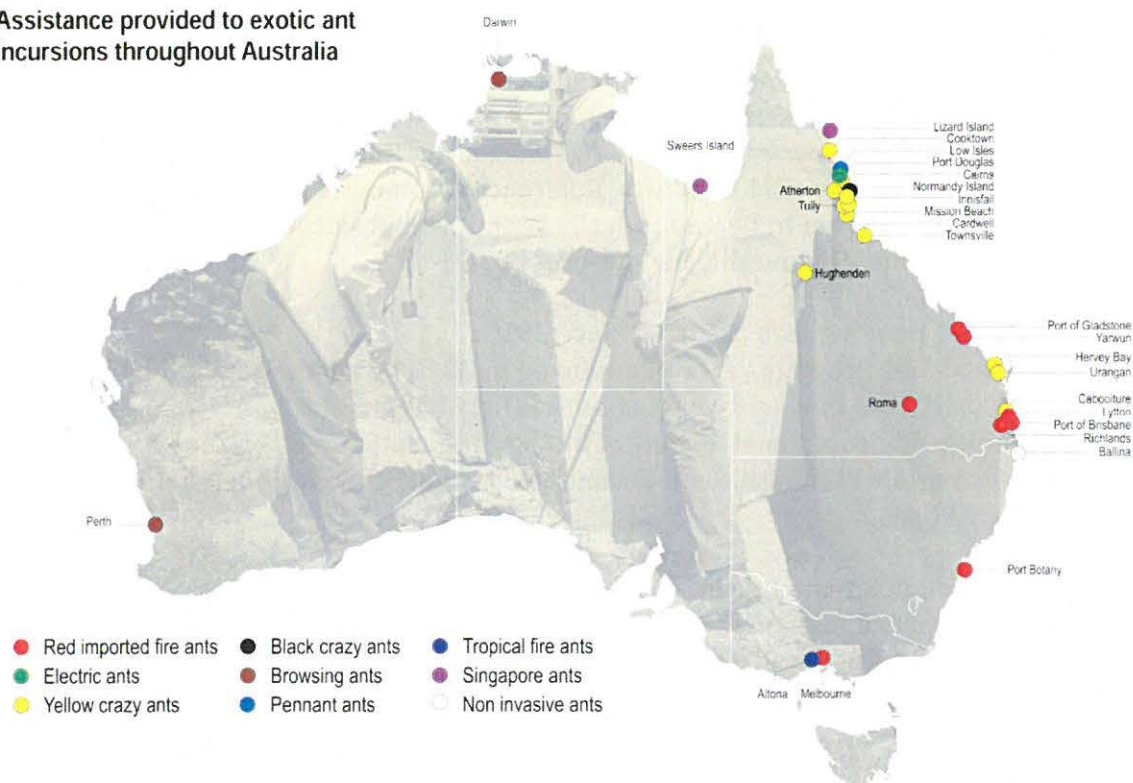 Assistance provided to exotic ant
incursions throughout Australia
Darwin
Sweers Island
Lizard Island
Cooktown
Low Isles
Port Douglas
Cairns
Atherton
Normandy Island
Innisfail
Tully
Mission Beach
Cardwell
Townsville
Hughenden
Port of Gladstone
Yarwun
Hervey Bay
Urangan
Roma
Caboolture
Lytton
Port of Brisbane
Richlands
Ballina
Perth
Port Botany
Red imported fire ants
Black crazy ants
Tropical fire ants
Electric ants
Browsing ants
Singapore ants
Yellow crazy ants
Pennant ants
Non invasive ants
Altona
Melbourne